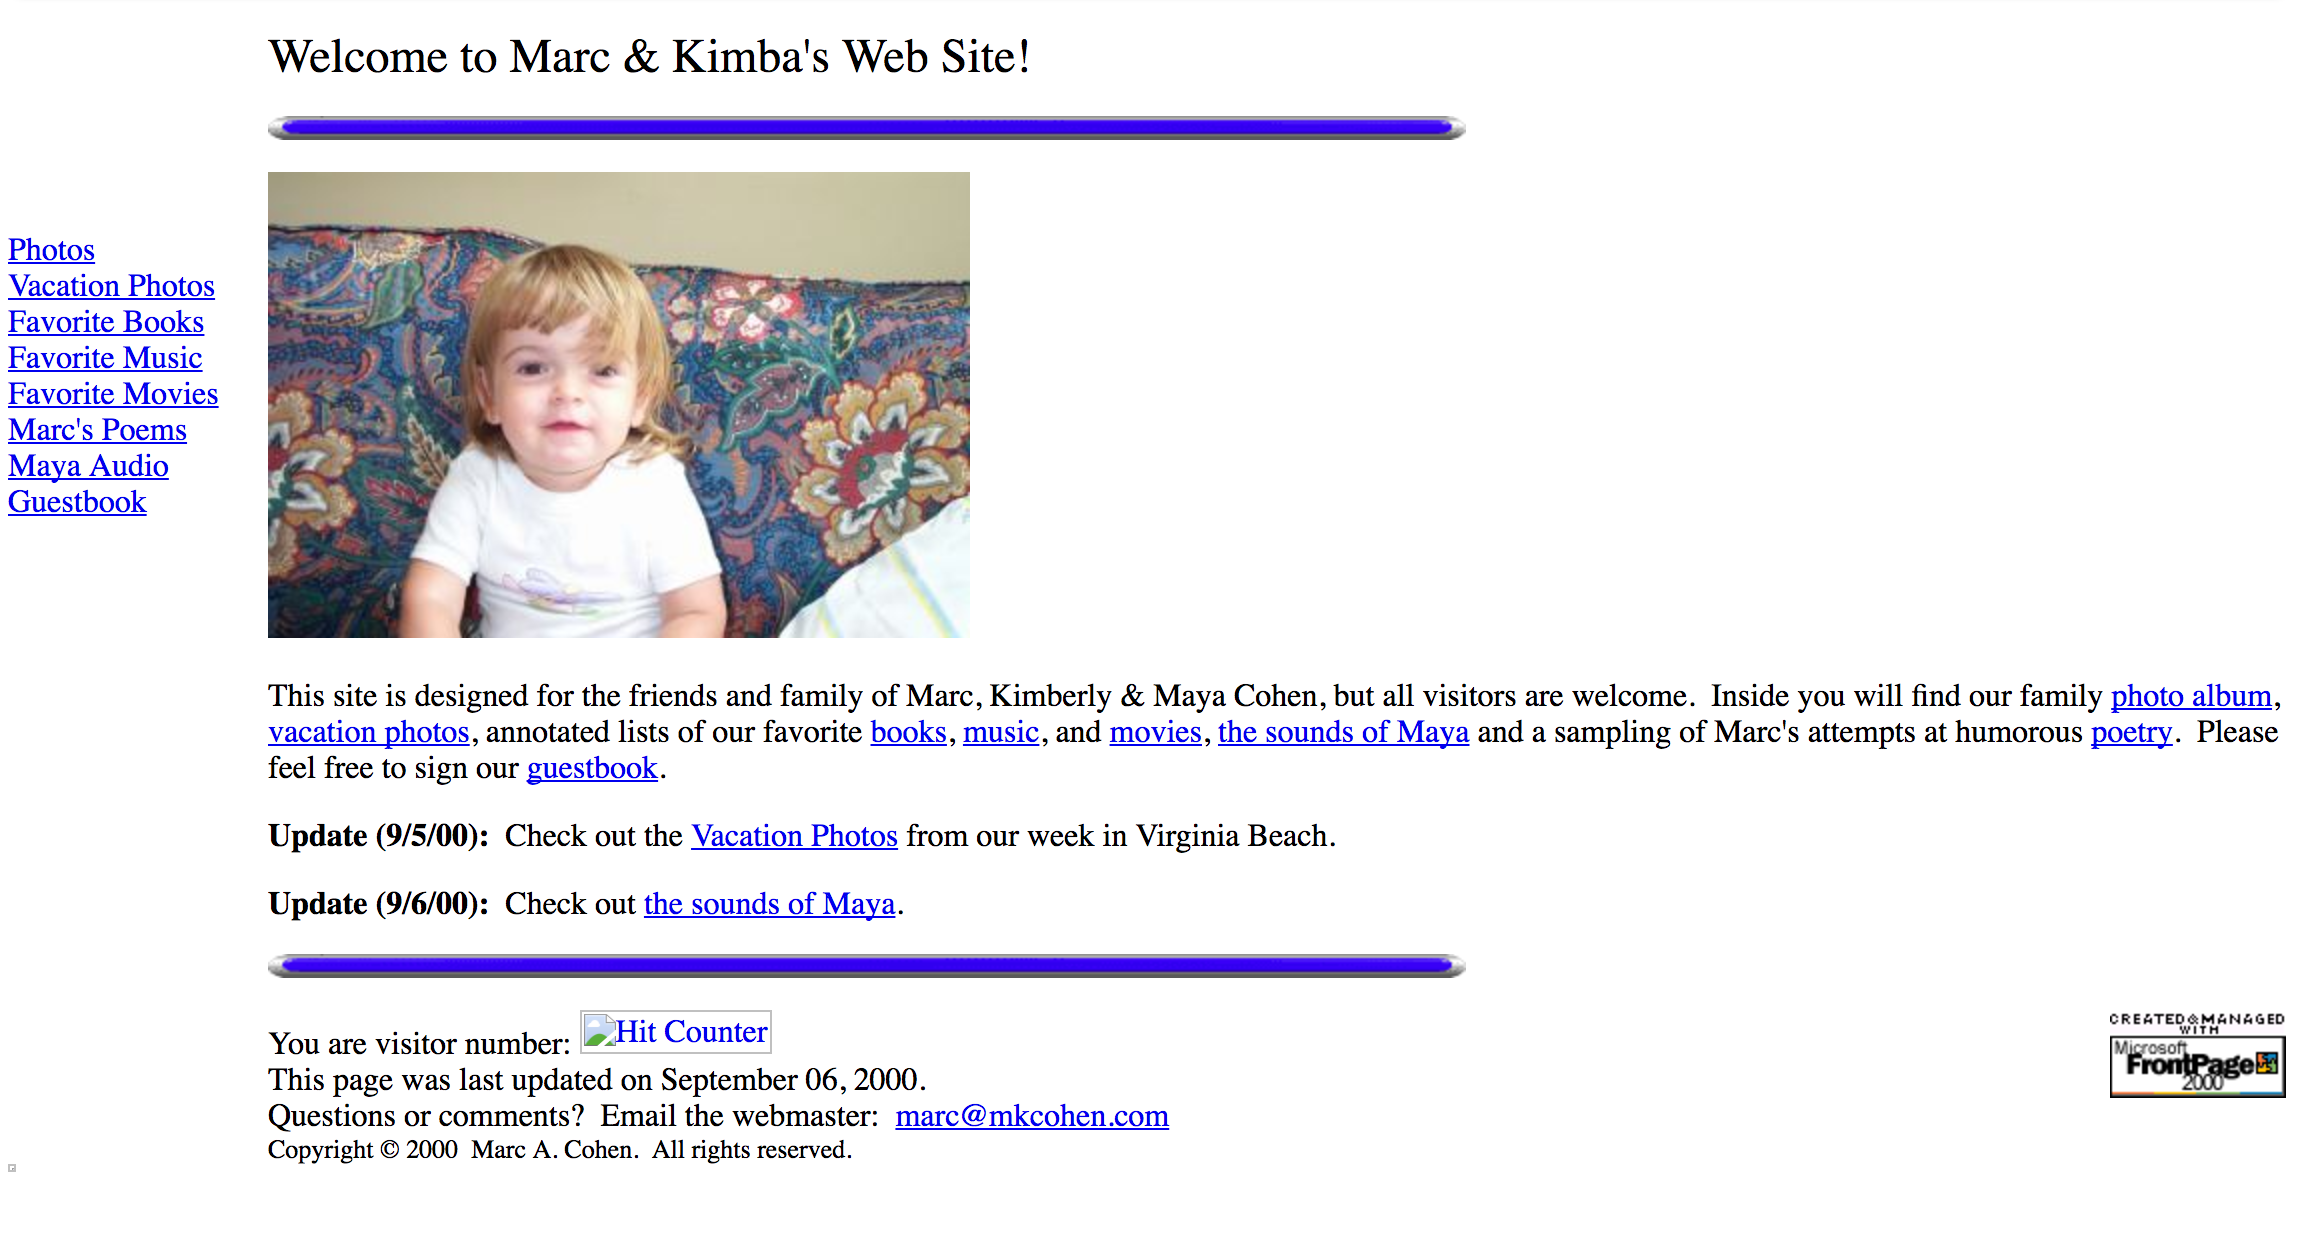 Welcome to Marc & Kimba's Web Site!
Photos
Vacation Photos
Favorite Books
Favorite Music
Favorite Movies
Marc's Poems
Maya Audio
Guestbook
This site is designed for the friends and family of Marc, Kimberly & Maya Cohen, but all visitors are welcome.  Inside you will find our family photo album,
vacation photos, annotated lists of our favorite books, music, and movies, the sounds of Maya and a sampling of Marc's attempts at humorous poetry.  Please
feel free to sign our guestbook.
Update (9/5/00):  Check out the Vacation Photos from our week in Virginia Beach.
Update (9/6/00):  Check out the sounds of Maya.
You are visitor number: Hit Counter
This page was last updated on September 06, 2000.
Questions or comments?  Email the webmaster:  marc@mkcohen.com
Copyright © 2000  Marc A. Cohen.  All rights reserved.
CREATED&MANAGED
WITH
Microsoft
FrontPage
2000